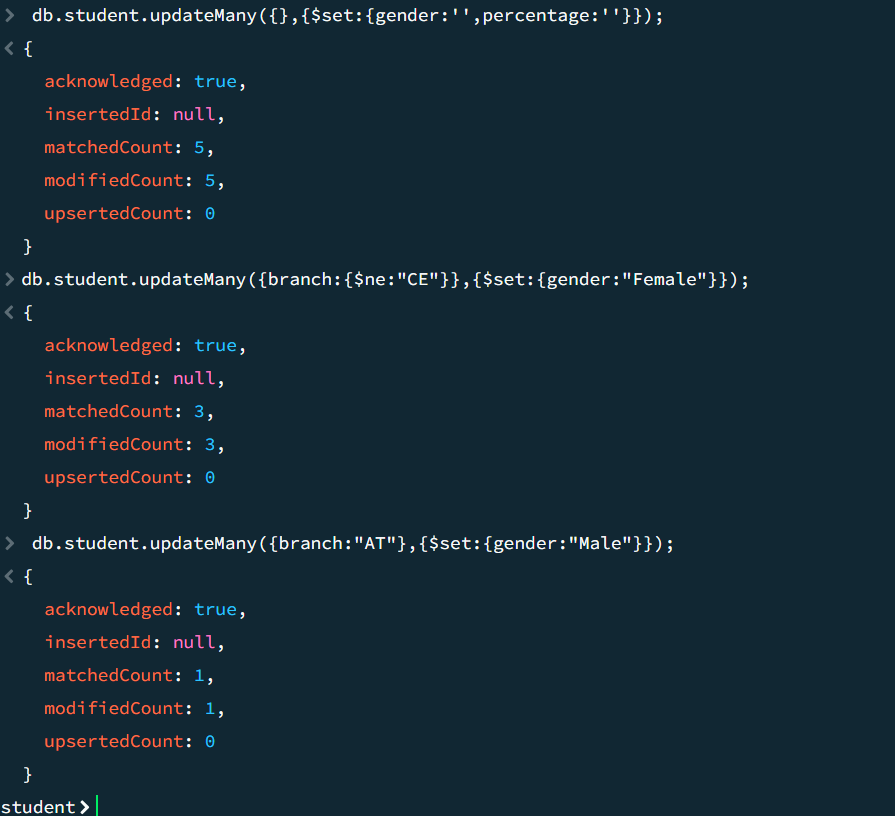 > db.student.updateMany({},{$set:{gender:'',percentage:''}});
< {
acknowledged: true,
insertedId: null,
matchedCount: 5,
modifiedCount: 5,
upsertedCount: 0
}
> db.student.updateMany({branch:{$ne:"CE"}},{$set:{gender:"Female"}});
< {
acknowledged: true,
insertedId: null,
matchedCount: 3,
modifiedCount: 3,
upsertedCount: 0
}
> db.student.updateMany({branch:"AT"},{$set:{gender:"Male"}});
< {
acknowledged: true,
insertedId: null,
matchedCount: 1,
modifiedCount: 1,
upsertedCount: 0
}
student>